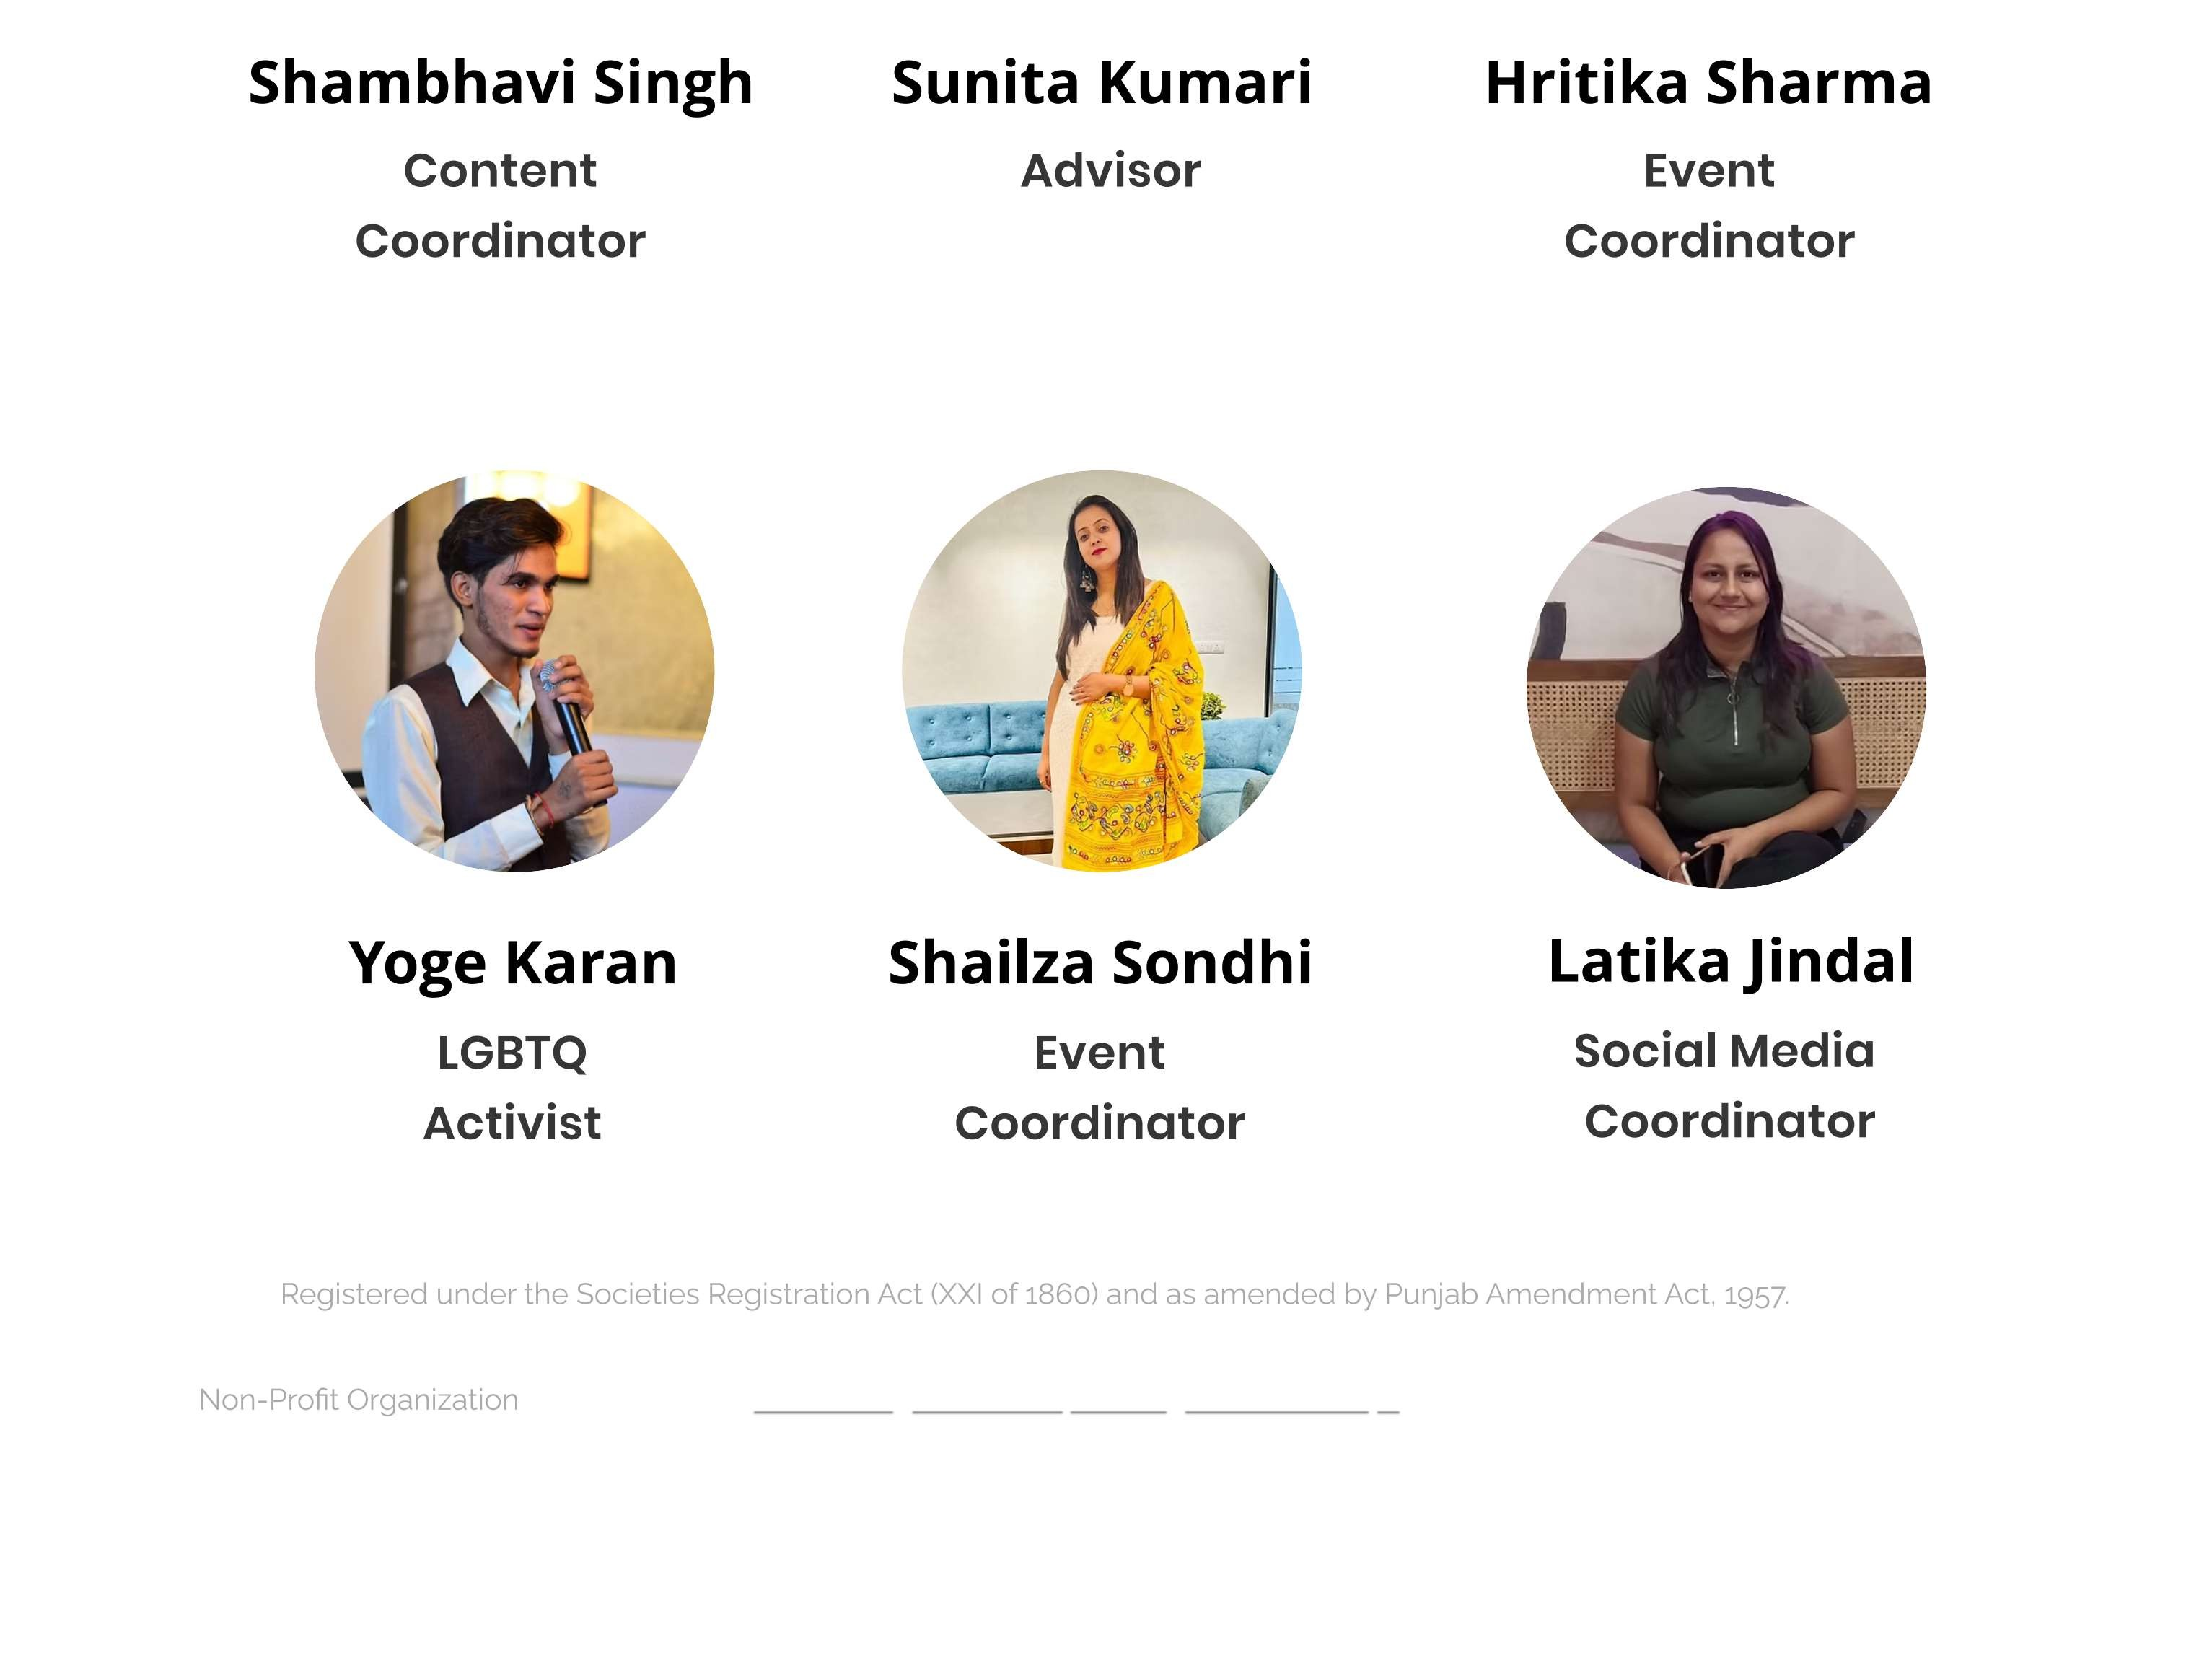 Shambhavi Singh
Content
Coordinator
Sunita Kumari
Advisor
Hritika Sharma
Event
Coordinator
Yoge Karan
LGBTQ
Activist
Shailza Sondhi
Event
Coordinator
Latika Jindal
Social Media
Coordinator
Registered under the Societies Registration Act (XXI of 1860) and as amended by Punjab Amendment Act, 1957.
Non-Profit Organization